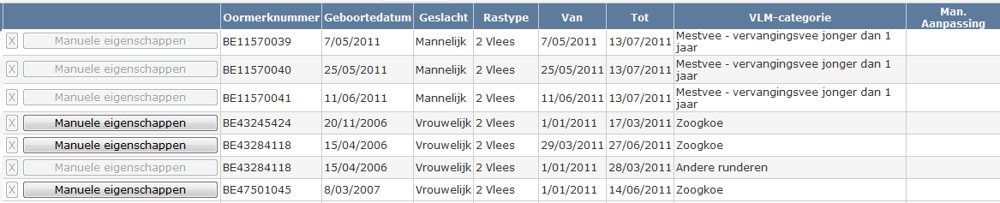 Oormerknummer Geboortedatum Geslacht Rastype Van Tot VLM-categorie Man. Aanpassing
X Manuele eigenschappen BE11570039 7/05/2011 Mannelijk 2 Vlees 7/05/2011 13/07/2011 Mestvee - vervangingsvee jonger dan 1 jaar
X Manuele eigenschappen BE11570040 25/05/2011 Mannelijk 2 Vlees 25/05/2011 13/07/2011 Mestvee - vervangingsvee jonger dan 1 jaar
X Manuele eigenschappen BE11570041 11/06/2011 Mannelijk 2 Vlees 11/06/2011 13/07/2011 Mestvee - vervangingsvee jonger dan 1 jaar
X Manuele eigenschappen BE43245424 20/11/2006 Vrouwelijk 2 Vlees 1/01/2011 17/03/2011 Zoogkoe
X Manuele eigenschappen BE43284118 15/04/2006 Vrouwelijk 2 Vlees 29/03/2011 27/06/2011 Zoogkoe
X Manuele eigenschappen BE43284118 15/04/2006 Vrouwelijk 2 Vlees 1/01/2011 28/03/2011 Andere runderen
X Manuele eigenschappen BE47501045 8/03/2007 Vrouwelijk 2 Vlees 1/01/2011 14/06/2011 Zoogkoe